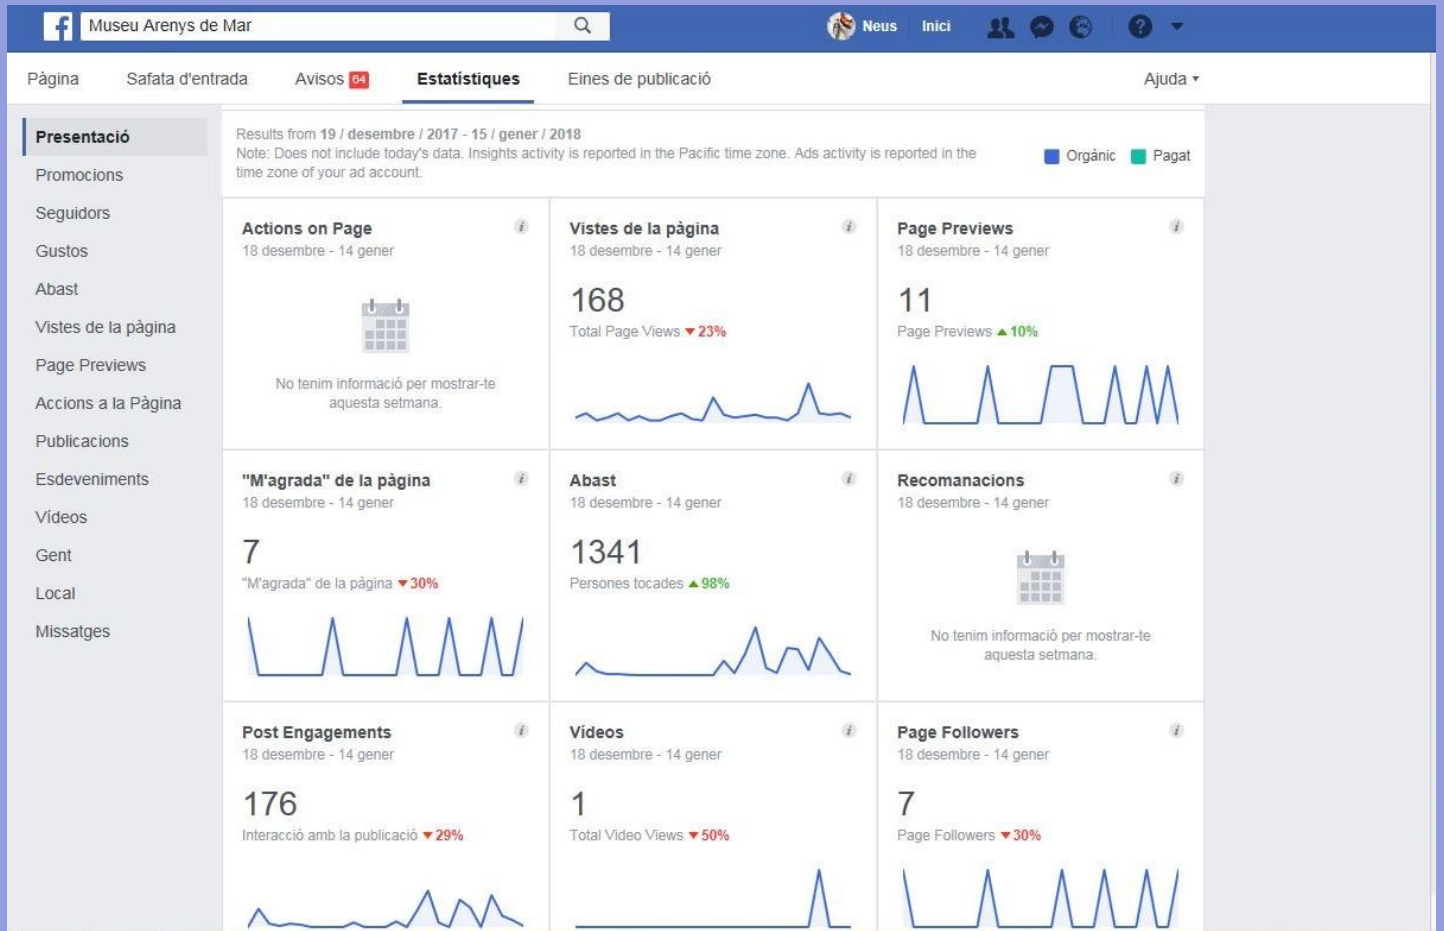 Museu Arenys de Mar
Neus
Inici
Pàgina
Safata d'entrada
Avisos 64
Estatístiques
Eines de publicació
Ajuda
Presentació
Promocions
Seguidors
Gustos
Abast
Vistes de la pàgina
Page Previews
Accions a la Pàgina
Publicacions
Esdeveniments
Vídeos
Gent
Local
Missatges
Results from 19 / desembre / 2017 - 15 / gener / 2018
Note: Does not include today's data. Insights activity is reported in the Pacific time zone. Ads activity is reported in the
time zone of your ad account.
Orgànic
Pagat
Actions on Page
18 desembre - 14 gener
No tenim informació per mostrar-te
aquesta setmana.
Vistes de la pàgina
18 desembre - 14 gener
168
Total Page Views 23%
Page Previews
18 desembre - 14 gener
11
Page Previews 10%
"M'agrada" de la pàgina
18 desembre - 14 gener
7
"M'agrada" de la pàgina 30%
Abast
18 desembre - 14 gener
1341
Persones tocades 98%
Recomanacions
18 desembre - 14 gener
No tenim informació per mostrar-te
aquesta setmana.
Post Engagements
18 desembre - 14 gener
176
Interacció amb la publicació 29%
Vídeos
18 desembre - 14 gener
1
Total Video Views 50%
Page Followers
18 desembre - 14 gener
7
Page Followers 30%